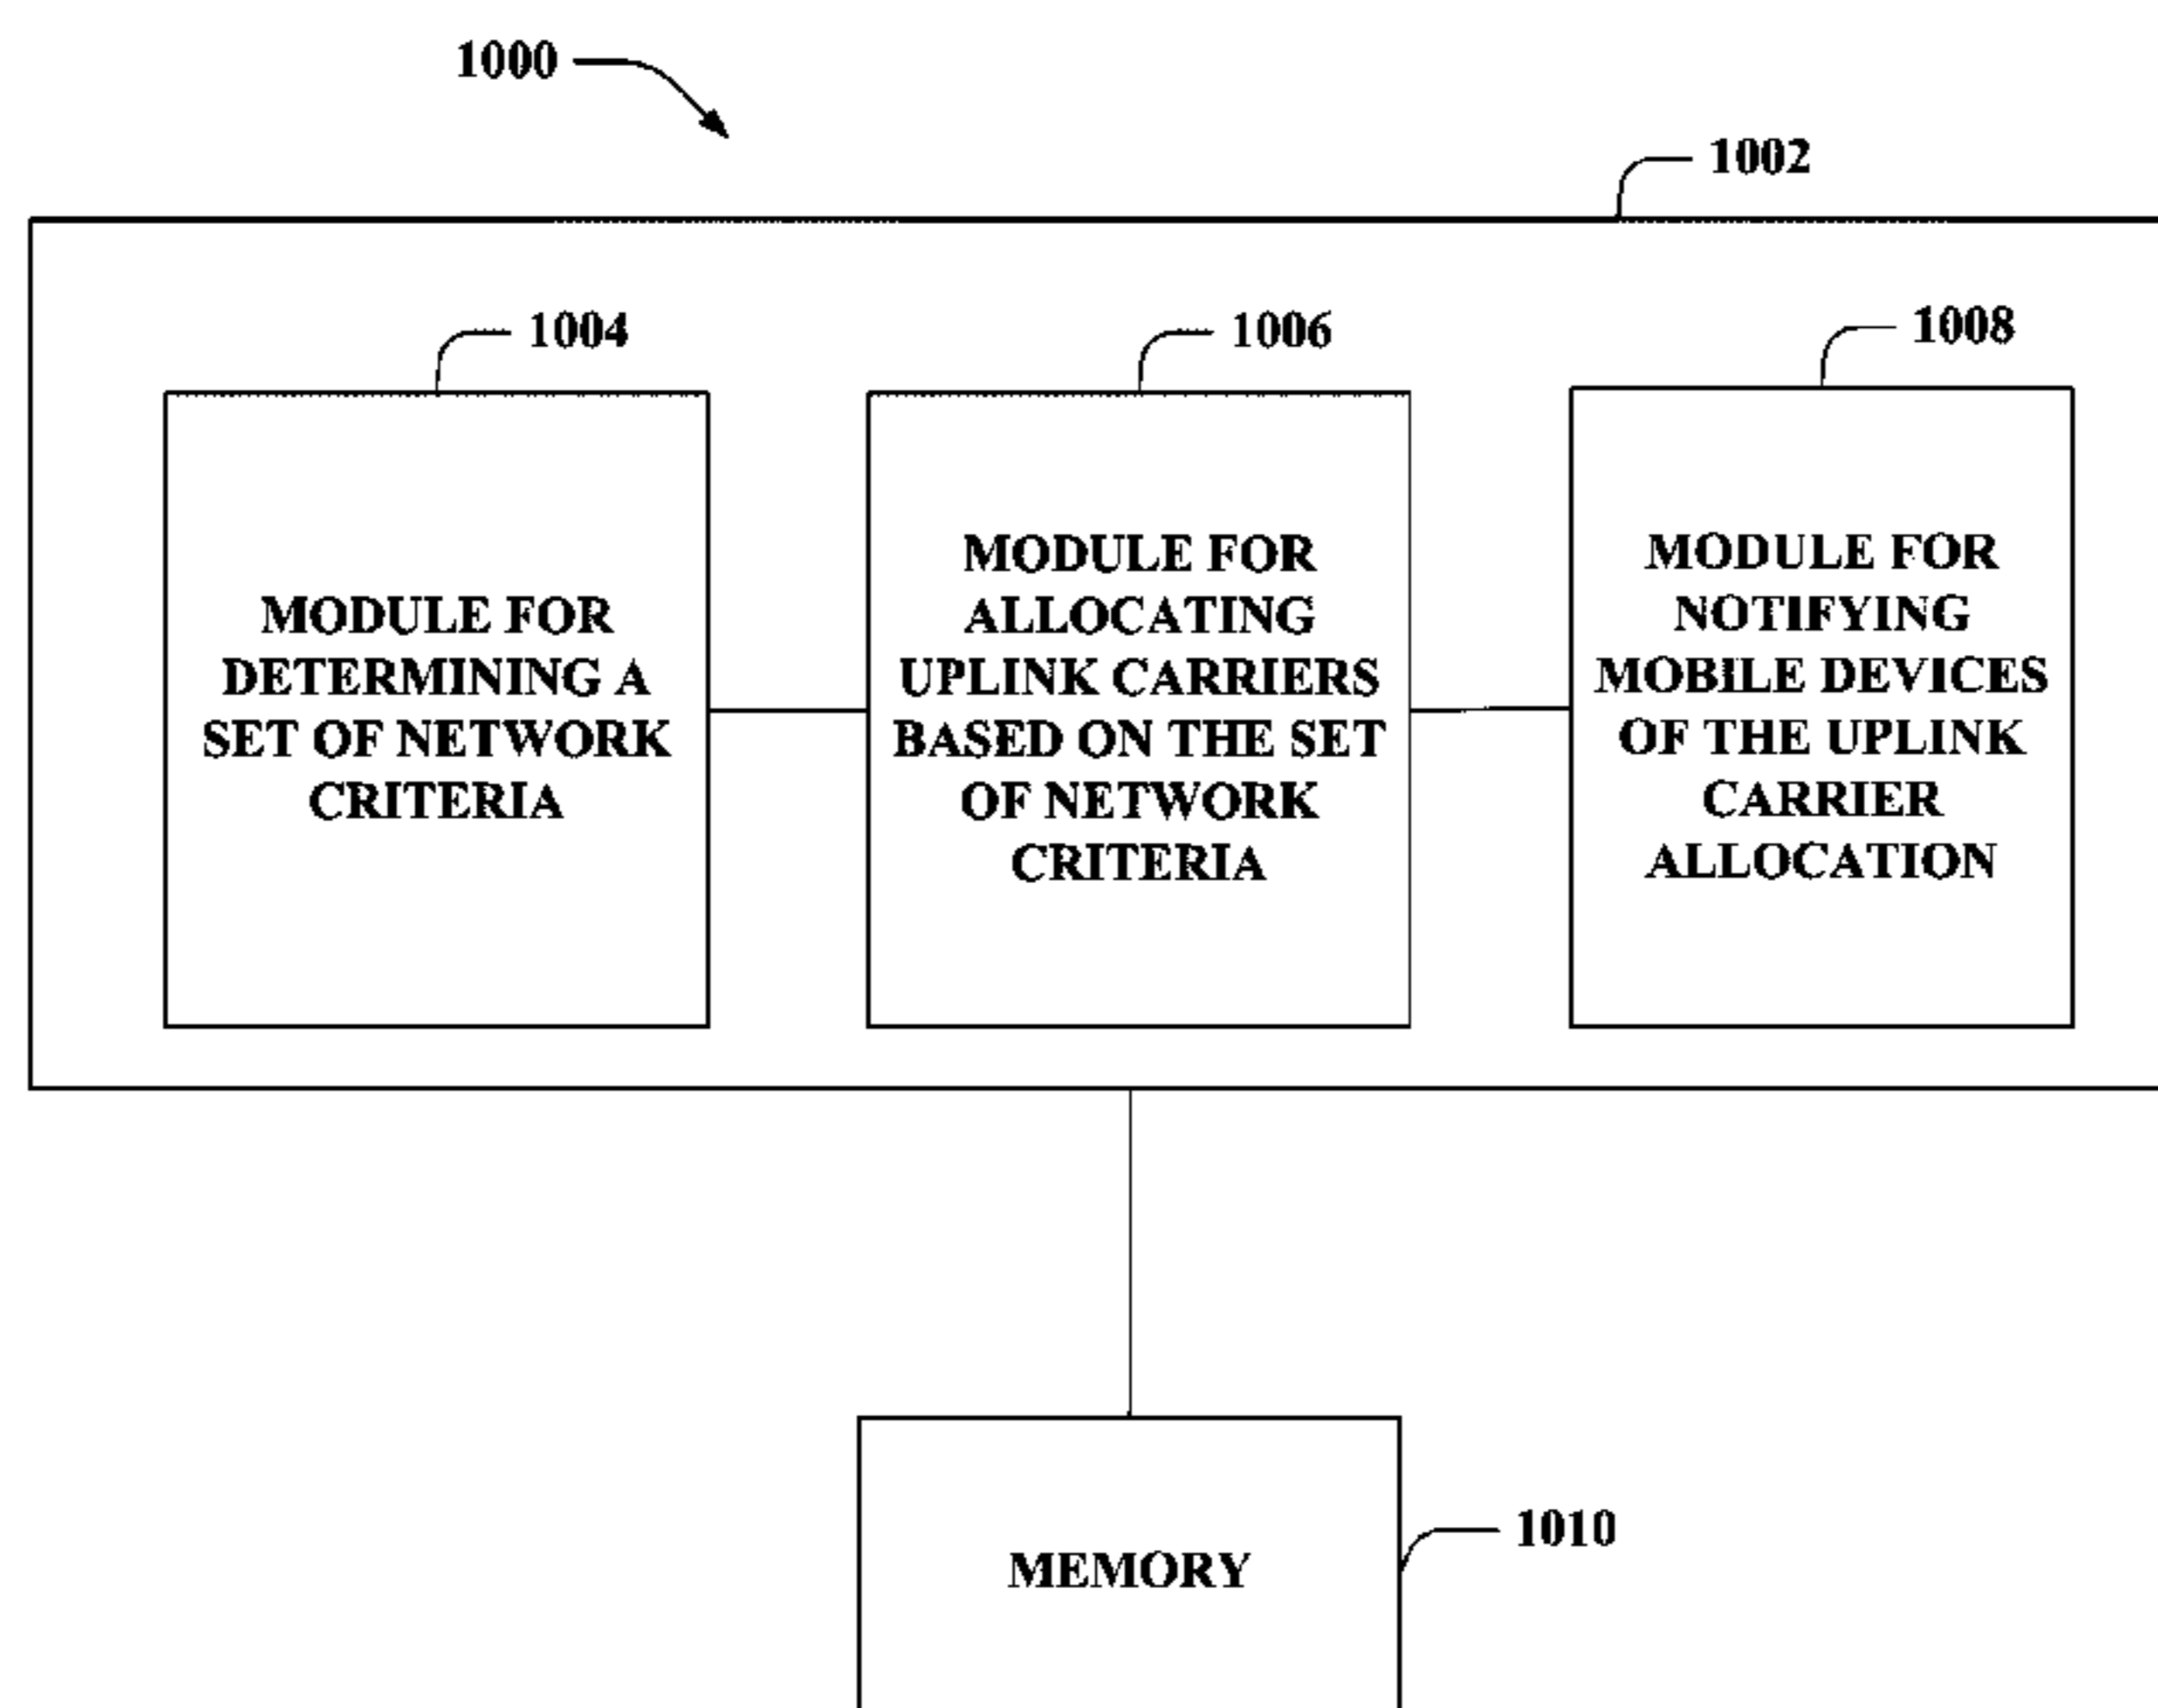 1000
1002
1004
1006
1008
MODULE FOR
DETERMINING A
SET OF NETWORK
CRITERIA
MODULE FOR
ALLOCATING
UPLINK CARRIERS
BASED ON THE SET
OF NETWORK
CRITERIA
MODULE FOR
NOTIFYING
MOBILE DEVICES
OF THE UPLINK
CARRIER
ALLOCATION
MEMORY
1010